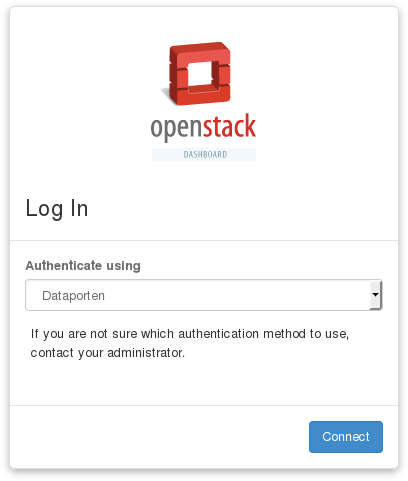 openstack
DASHBOARD
Log In
Authenticate using
Dataporten
If you are not sure which authentication method to use,
contact your administrator.
Connect